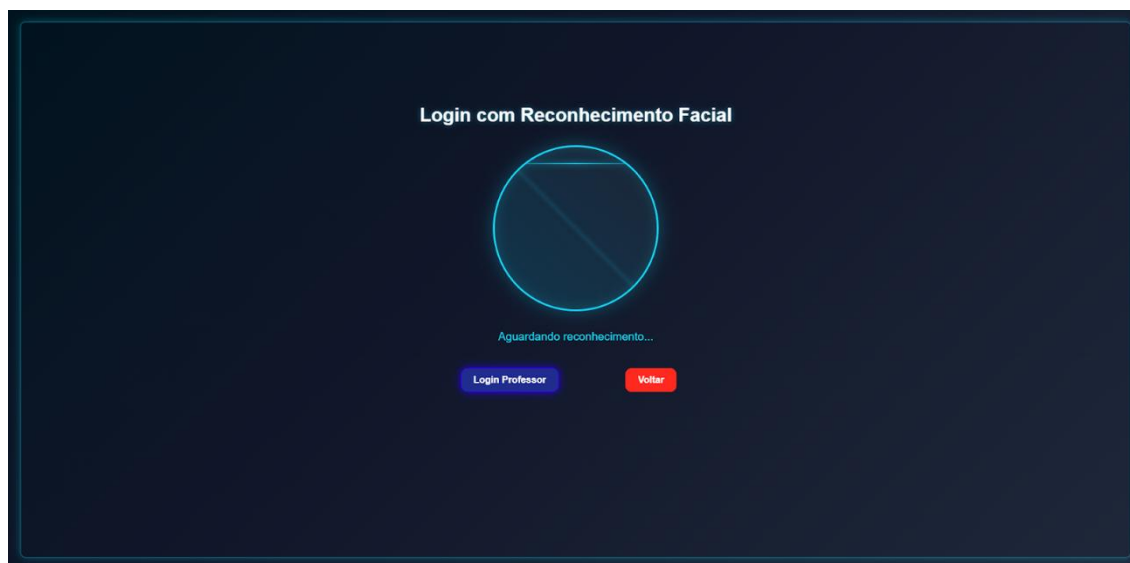 Login com Reconhecimento Facial
Aguardando reconhecimento...
Login Professor
Voltar